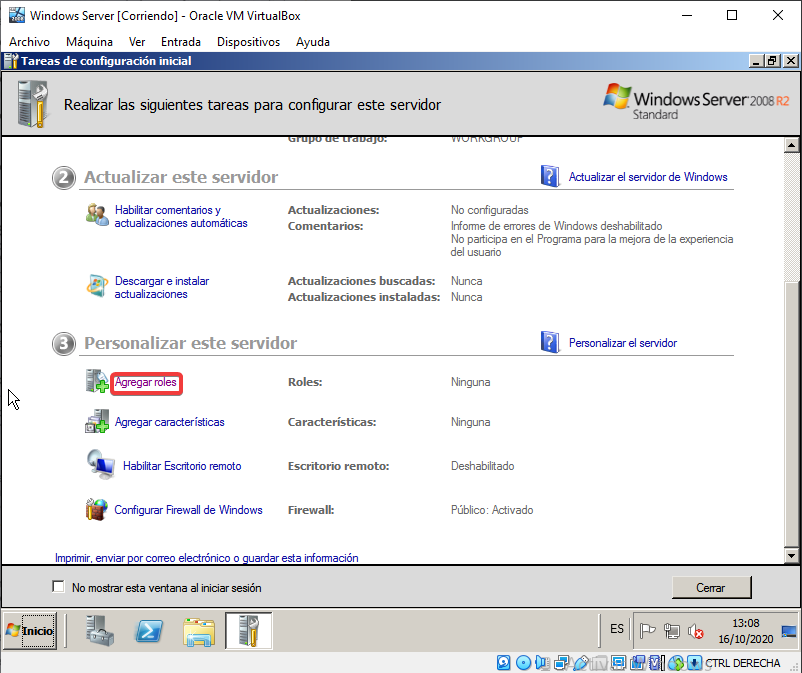 Windows Server [Corriendo] - Oracle VM VirtualBox
Archivo Máquina Ver Entrada Dispositivos Ayuda
Tareas de configuración inicial
Realizar las siguientes tareas para configurar este servidor
Windows Server 2008 R2
Standard
Grupo de trabajo: WORKGROUP
2 Actualizar este servidor
Actualizar el servidor de Windows
Habilitar comentarios y
actualizaciones automáticas
Actualizaciones: No configuradas
Comentarios: Informe de errores de Windows deshabilitado
No participa en el Programa para la mejora de la experiencia
del usuario
Descargar e instalar
actualizaciones
Actualizaciones buscadas: Nunca
Actualizaciones instaladas: Nunca
3 Personalizar este servidor
Personalizar el servidor
Agregar roles Roles: Ninguna
Agregar características Características: Ninguna
Habilitar Escritorio remoto Escritorio remoto: Deshabilitado
Configurar Firewall de Windows Firewall: Público: Activado
Imprimir, enviar por correo electrónico o guardar esta información
No mostrar esta ventana al iniciar sesión
Cerrar
Inicio
ES
13:08
16/10/2020
CTRL DERECHA